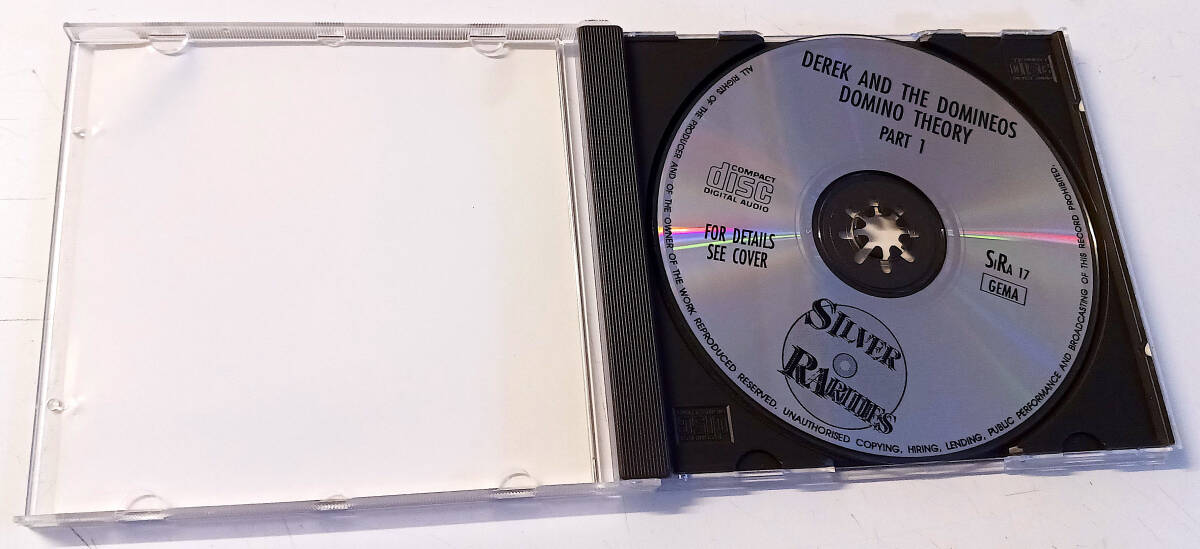 DEREK AND THE DOMINEOS
DOMINO THEORY
PART 1
COMPACT
disc
DIGITAL AUDIO
FOR DETAILS
SEE COVER
SiRA 17
GEMA
SILVER
RARITIES
ALL RIGHTS OF THE PRODUCER AND OF THE OWNER OF THE WORK REPRODUCED RESERVED. UNAUTHORISED COPYING, HIRING, LENDING, PUBLIC PERFORMANCE AND BROADCASTING OF THIS RECORD PROHIBITED.